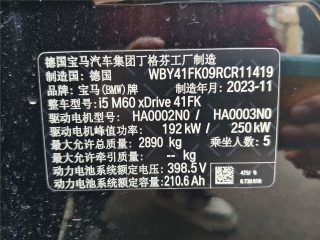 德国宝马汽车集团丁格芬工厂制造
制造国：德国 WBY41FK09RCR11419
品牌：宝马(BMW)牌 制造年月：2023-11
整车型号：i5 M60 xDrive 41FK
驱动电机型号：HA0002N0 / HA0003N0
驱动电机峰值功率：192 kW / 250 kW
最大允许总质量：2890 kg 乘坐人数：5
最大允许牵引总质量：-- kg
动力电池系统额定电压：398.5 V
动力电池系统额定容量：210.6 Ah